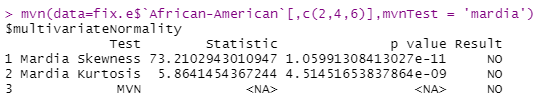 > mvn(data=fix.e$`African-American`[,c(2,4,6)],mvnTest = 'mardia')
$multivariateNormality
Test Statistic p value Result
1 Mardia Skewness 73.2102943010947 1.05991308413027e-11 NO
2 Mardia Kurtosis 5.8641454367244 4.51451653837864e-09 NO
3 MVN <NA> <NA> NO